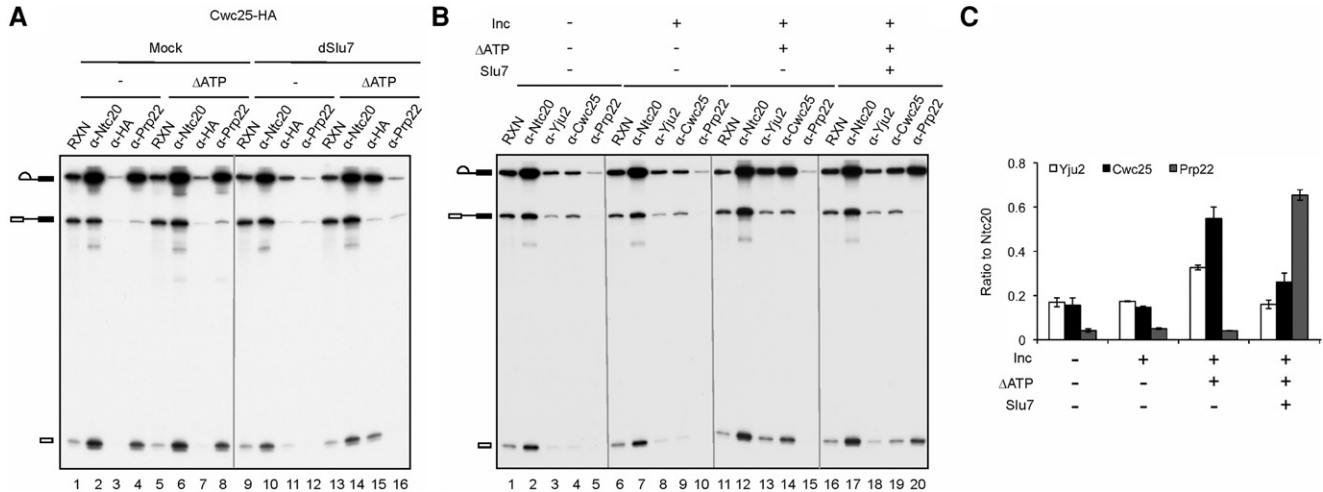 A
Cwc25-HA
Mock dSlu7
- ΔATP - ΔATP
RXN α-Ntc20 α-HA α-Prp22 RXN α-Ntc20 α-HA α-Prp22 RXN α-Ntc20 α-HA α-Prp22 RXN α-Ntc20 α-HA α-Prp22
1 2 3 4 5 6 7 8 9 10 11 12 13 14 15 16
B
Inc - + + +
ΔATP - - + +
Slu7 - - - +
RXN α-Ntc20 α-Yju2 α-Cwc25 α-Prp22 RXN α-Ntc20 α-Yju2 α-Cwc25 α-Prp22 RXN α-Ntc20 α-Yju2 α-Cwc25 α-Prp22 RXN α-Ntc20 α-Yju2 α-Cwc25 α-Prp22
1 2 3 4 5 6 7 8 9 10 11 12 13 14 15 16 17 18 19 20
C
Yju2 Cwc25 Prp22
Ratio to Ntc20
0.8
0.6
0.4
0.2
0
Inc - + + +
ΔATP - - + +
Slu7 - - - +